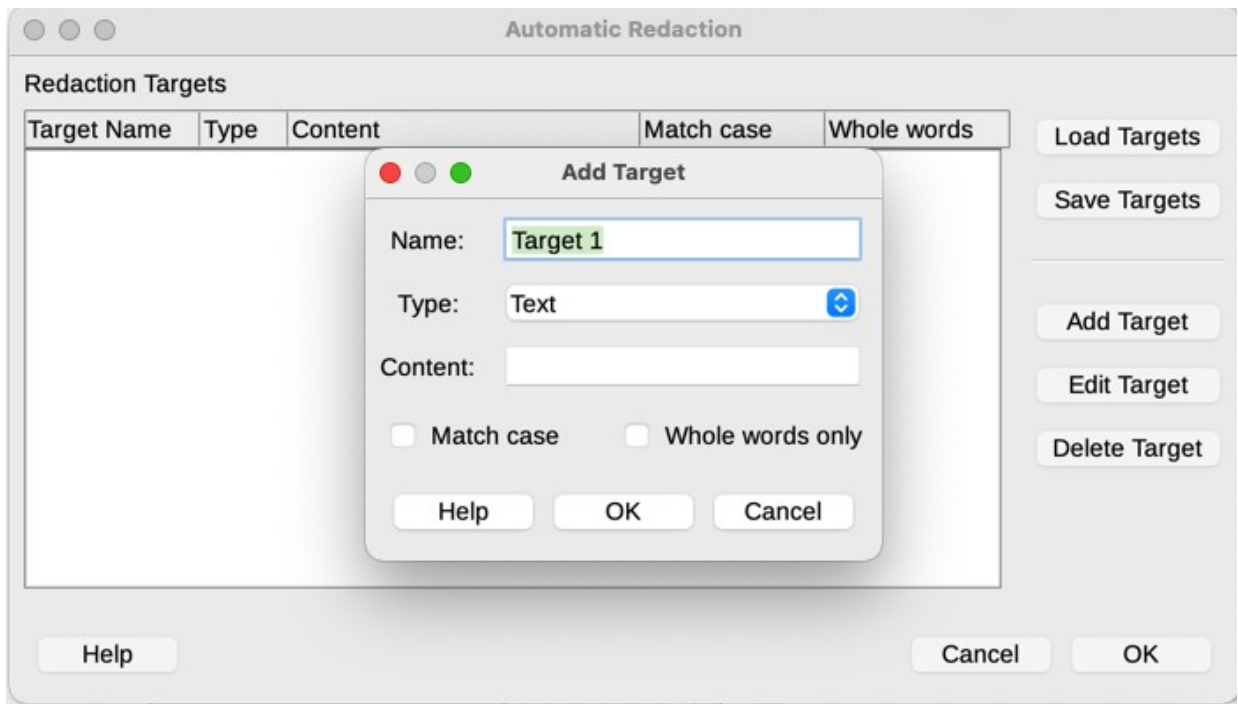 Automatic Redaction
Redaction Targets
Target Name Type Content Match case Whole words
Load Targets
Save Targets
Add Target
Edit Target
Delete Target
Add Target
Name: Target 1
Type: Text
Content:
Match case Whole words only
Help OK Cancel
Help Cancel OK